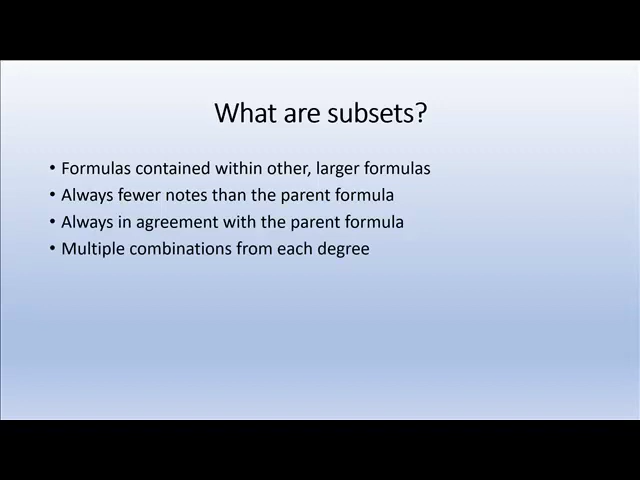 What are subsets?
• Formulas contained within other, larger formulas
• Always fewer notes than the parent formula
• Always in agreement with the parent formula
• Multiple combinations from each degree